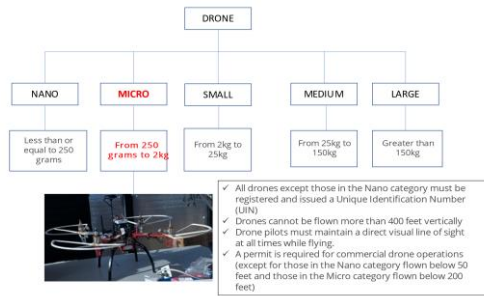 DRONE
NANO
MICRO
SMALL
MEDIUM
LARGE
Less than or
equal to 250
grams
From 250
grams to 2kg
From 2kg to
25kg
From 25kg to
150kg
Greater than
150kg
✓ All drones except those in the Nano category must be
registered and issued a Unique Identification Number
(UIN)
✓ Drones cannot be flown more than 400 feet vertically
✓ Drone pilots must maintain a direct visual line of sight
at all times while flying.
✓ A permit is required for commercial drone operations
(except for those in the Nano category flown below 50
feet and those in the Micro category flown below 200
feet)